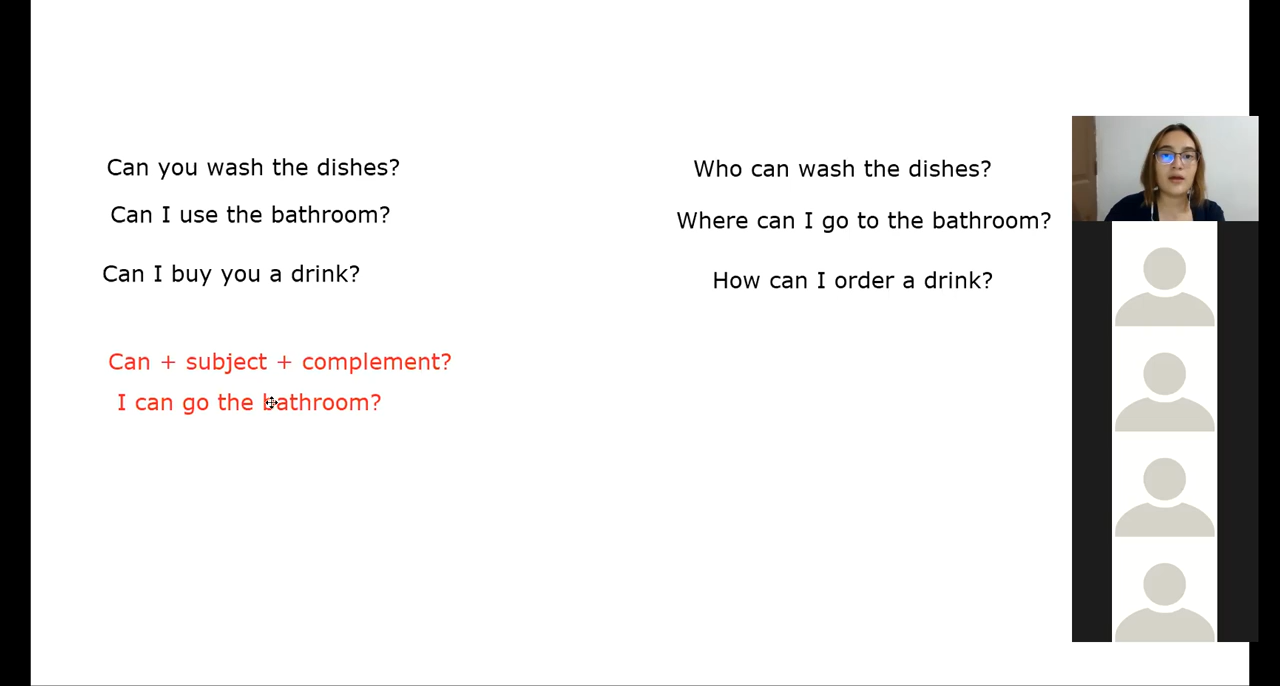 Can you wash the dishes?
Can I use the bathroom?
Can I buy you a drink?
Can + subject + complement?
I can go the bathroom?
Who can wash the dishes?
Where can I go to the bathroom?
How can I order a drink?